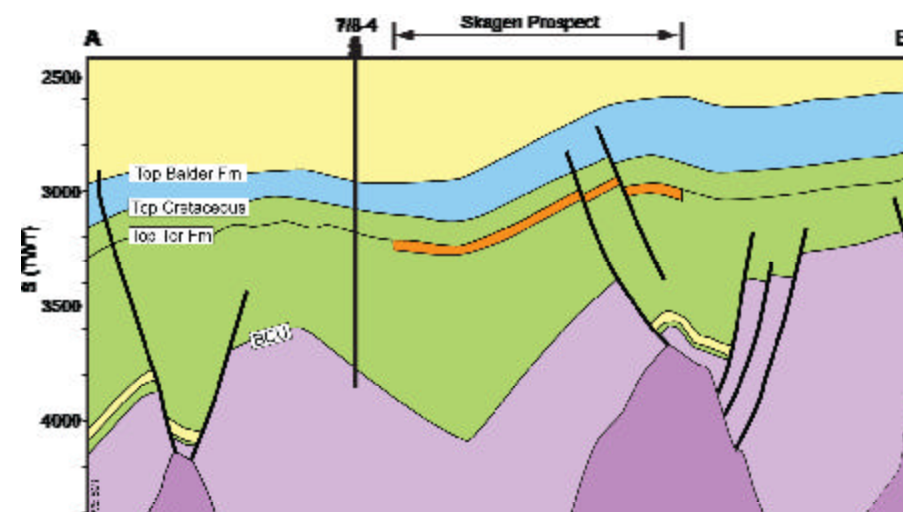 Skagen Prospect
7/8-4
S
A
2500
Top Balder Fm
3000
Top Cretaceous
Top Tor Fm
S (TWT)
3500
BCU
4000